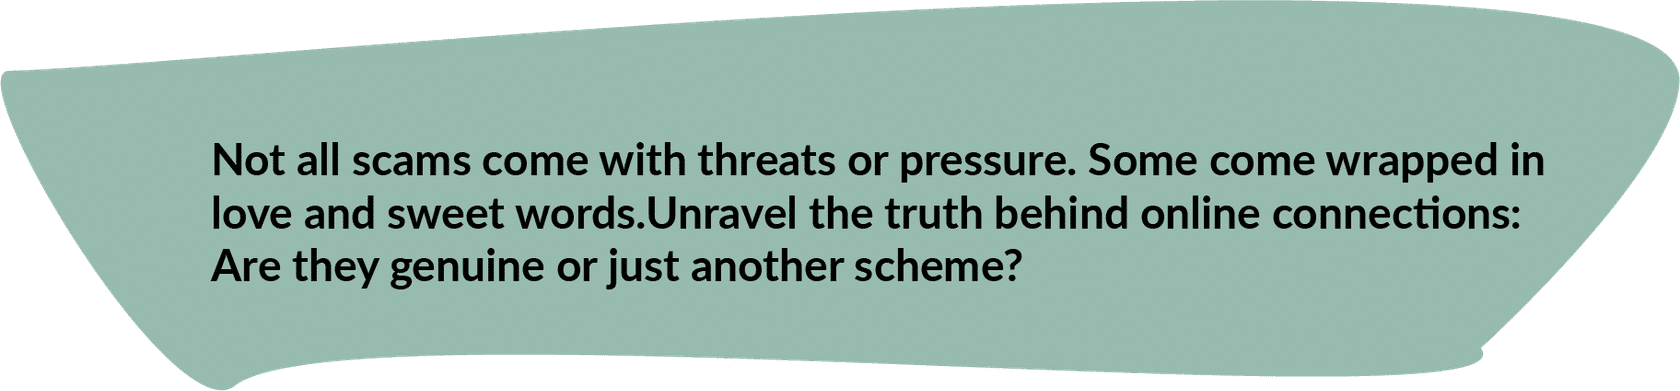 Not all scams come with threats or pressure. Some come wrapped in
love and sweet words.Unravel the truth behind online connections:
Are they genuine or just another scheme?